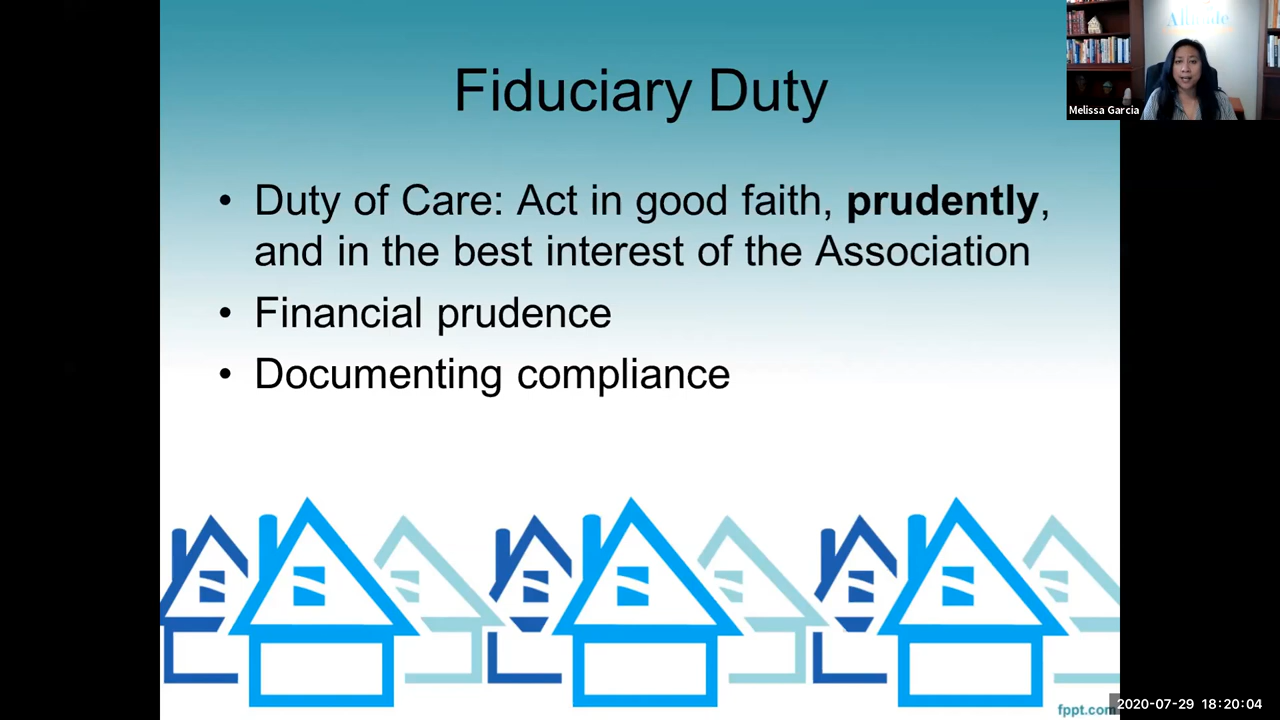 Fiduciary Duty
• Duty of Care: Act in good faith, prudently,
and in the best interest of the Association
• Financial prudence
• Documenting compliance
Melissa Garcia
fppt.com
2020-07-29 18:20:04